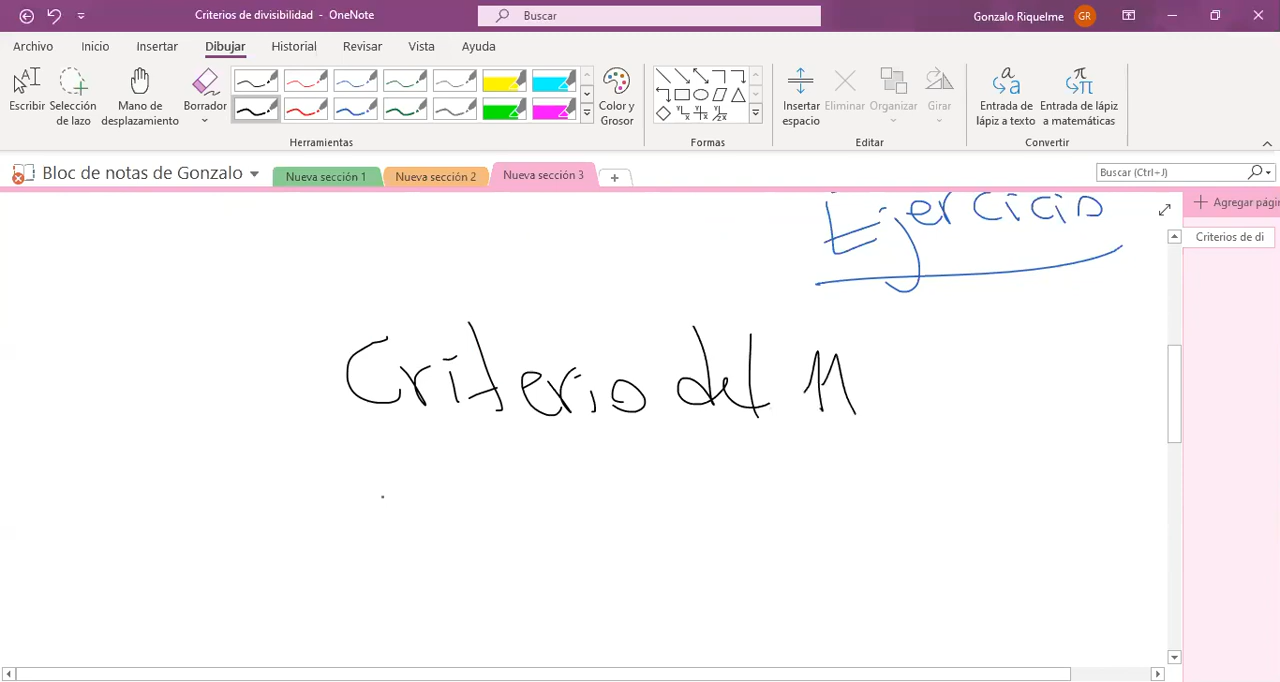 Criterios de divisibilidad - OneNote
Buscar
Gonzalo Riquelme
GR
Archivo
Inicio
Insertar
Dibujar
Historial
Revisar
Vista
Ayuda
Escribir
Selección de lazo
Mano de desplazamiento
Borrador
Color y Grosor
Insertar espacio
Eliminar
Organizar
Girar
Entrada de lápiz a texto
Entrada de lápiz a matemáticas
Herramientas
Formas
Editar
Convertir
Bloc de notas de Gonzalo
Nueva sección 1
Nueva sección 2
Nueva sección 3
Buscar (Ctrl+J)
Agregar págin
Criterios de di
Ejercicio
Criterio del 11